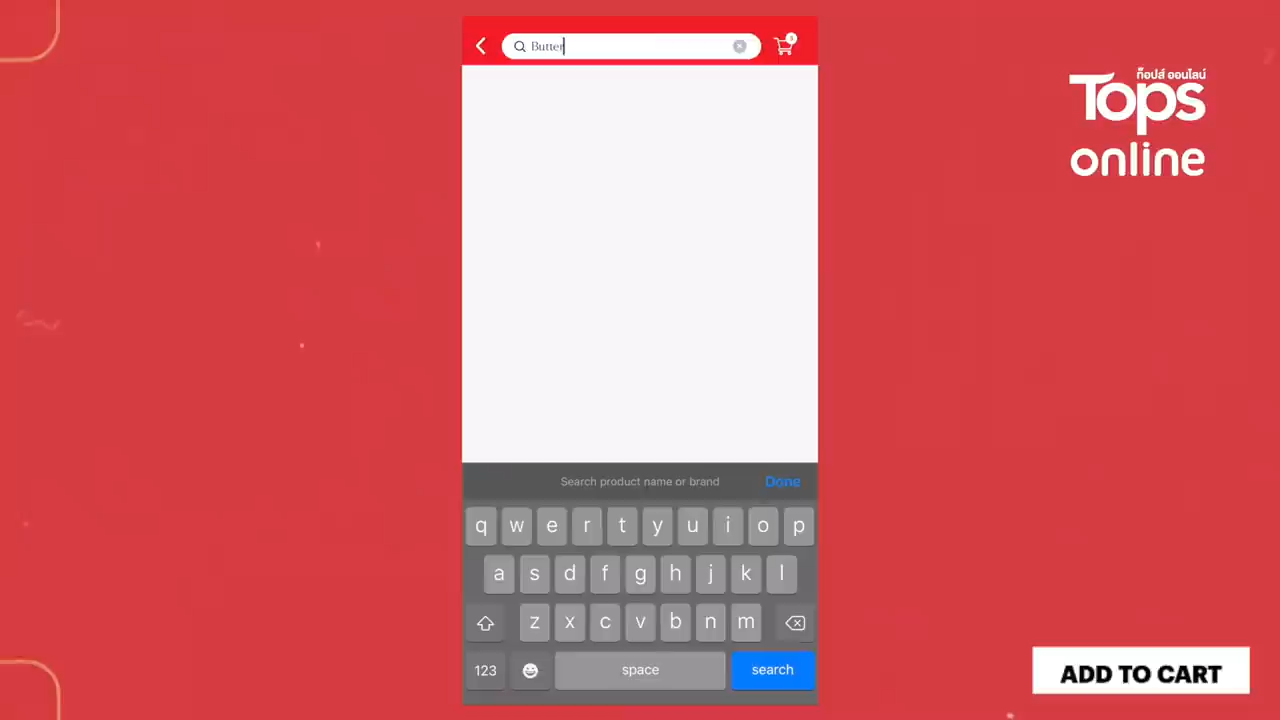 Butter
ท็อปส์ ออนไลน์
Tops
online
Search product name or brand
Done
q w e r t y u i o p
a s d f g h j k l
z x c v b n m
123
space
search
ADD TO CART